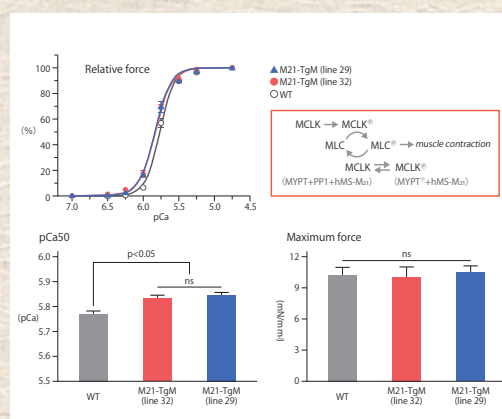 Relative force
100
80
60
(%)
40
20
0
7.0 6.5 6.0 5.5 5.0 4.5
pCa
M21-TgM (line 29)
M21-TgM (line 32)
WT
MCLK → MCLK℗
MLC MLC℗ → muscle contraction
MCLK ⇌ MCLK℗
(MYPT+PP1+hMS-M21) (MYPT℗+hMS-M21)
pCa50
6.0
5.9
5.8
(pCa)
5.7
5.6
5.5
p<0.05
ns
WT
M21-TgM
(line 32)
M21-TgM
(line 29)
Maximum force
12
9
6
3
0
(mN/mm²)
ns
WT
M21-TgM
(line 32)
M21-TgM
(line 29)